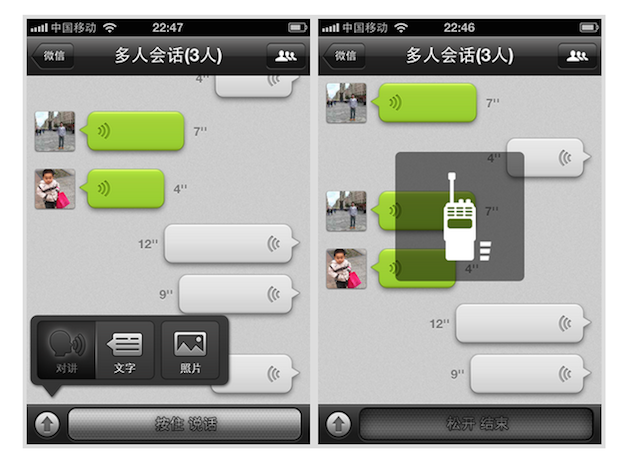 中国移动 22:47
微信 多人会话(3人)
4''
7''
4''
12''
9''
对讲 文字 照片
按住 说话
中国移动 22:46
微信 多人会话(3人)
7''
4''
7''
4''
12''
9''
松开 结束